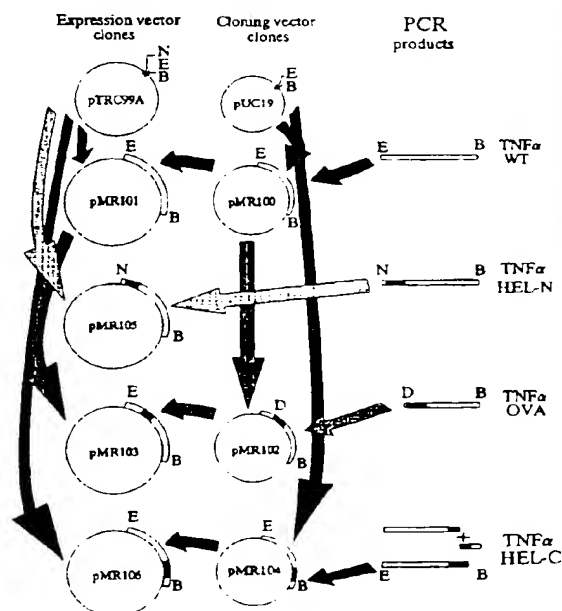 Expression vector
clones
Cloning vector
clones
PCR
products
N
E
B
E
B
pTRC99A
pUC19
E
E
E
B
TNFα
WT
pMR101
pMR100
B
B
N
N
B
TNFα
HEL-N
pMR105
B
E
D
D
B
TNFα
OVA
pMR103
pMR102
B
B
E
E
+
TNFα
HEL-C
pMR106
pMR104
B
B
E
B